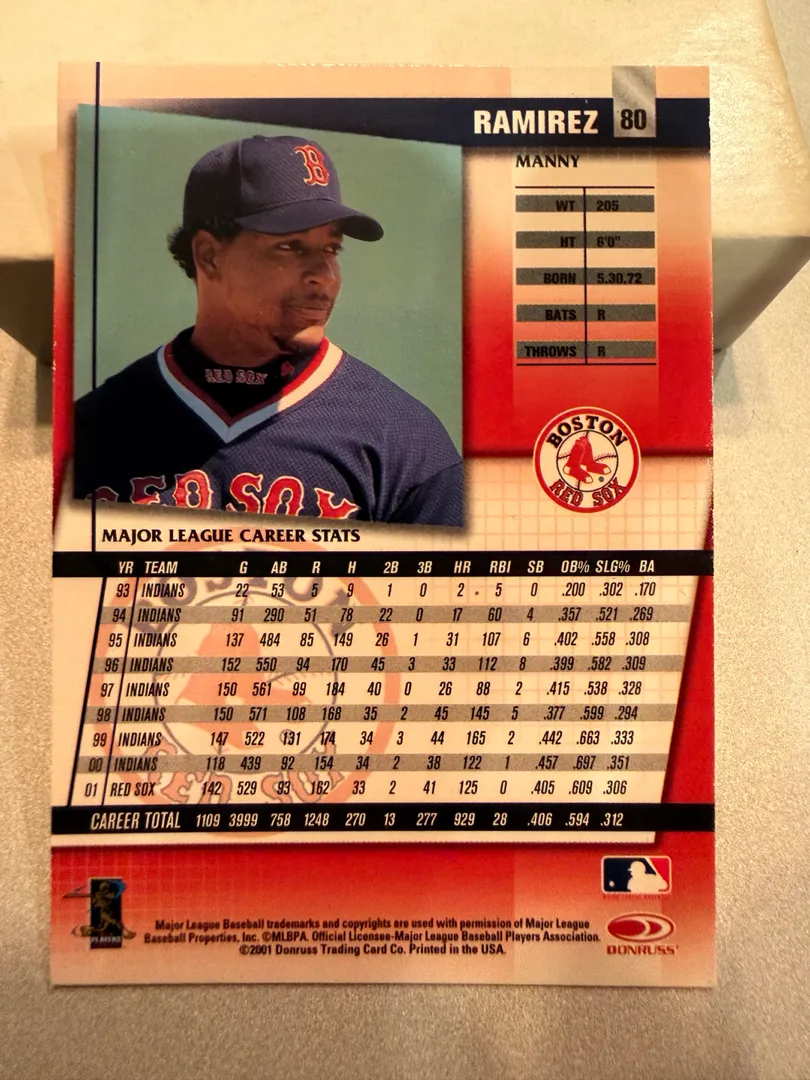 RAMIREZ 80
MANNY
WT 205
HT 6'0"
BORN 5.30.72
BATS R
THROWS R
B
RED SOX
RED SOX
BOSTON
RED SOX
MAJOR LEAGUE CAREER STATS
YR TEAM G AB R H 2B 3B HR RBI SB OB% SLG% BA
93 INDIANS 22 53 5 9 1 0 2 5 0 .200 .302 .170
94 INDIANS 91 290 51 78 22 0 17 60 4 .357 .521 .269
95 INDIANS 137 484 85 149 26 1 31 107 6 .402 .558 .308
96 INDIANS 152 550 94 170 45 3 33 112 8 .399 .582 .309
97 INDIANS 150 561 99 184 40 0 26 88 2 .415 .538 .328
98 INDIANS 150 571 108 168 35 2 45 145 5 .377 .599 .294
99 INDIANS 147 522 131 174 34 3 44 165 2 .442 .663 .333
00 INDIANS 118 439 92 154 34 2 38 122 1 .457 .697 .351
01 RED SOX 142 529 93 162 33 2 41 125 0 .405 .609 .306
CAREER TOTAL 1109 3999 758 1248 270 13 277 929 28 .406 .594 .312
BOSTON
RED SOX
PLAYERS
Major League Baseball trademarks and copyrights are used with permission of Major League
Baseball Properties, Inc. ©MLBPA. Official Licensee-Major League Baseball Players Association.
©2001 Donruss Trading Card Co. Printed in the USA.
DONRUSS